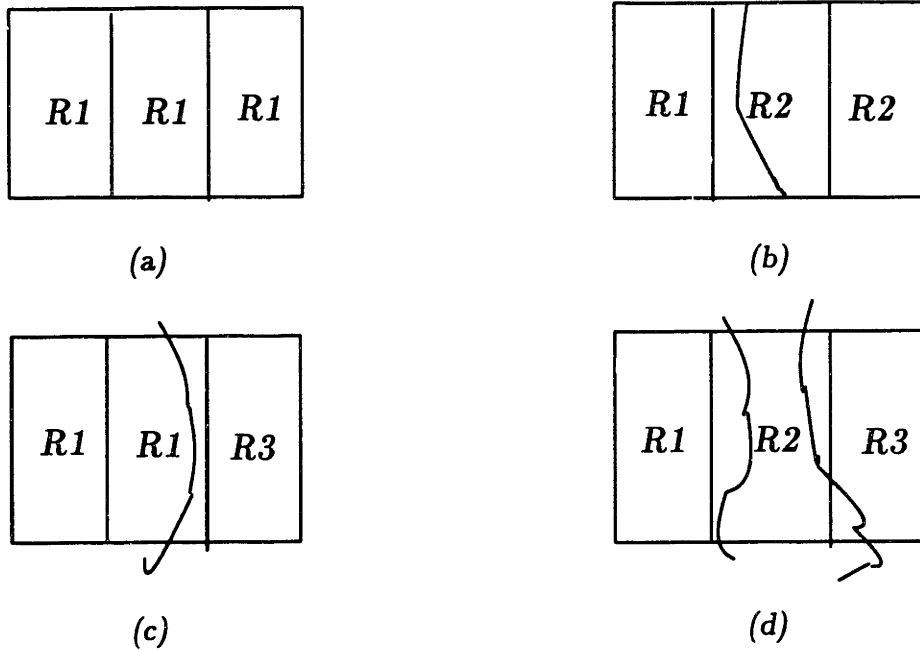 R1 R1 R1
R1 R2 R2
(a)
(b)
R1 R1 R3
R1 R2 R3
(c)
(d)